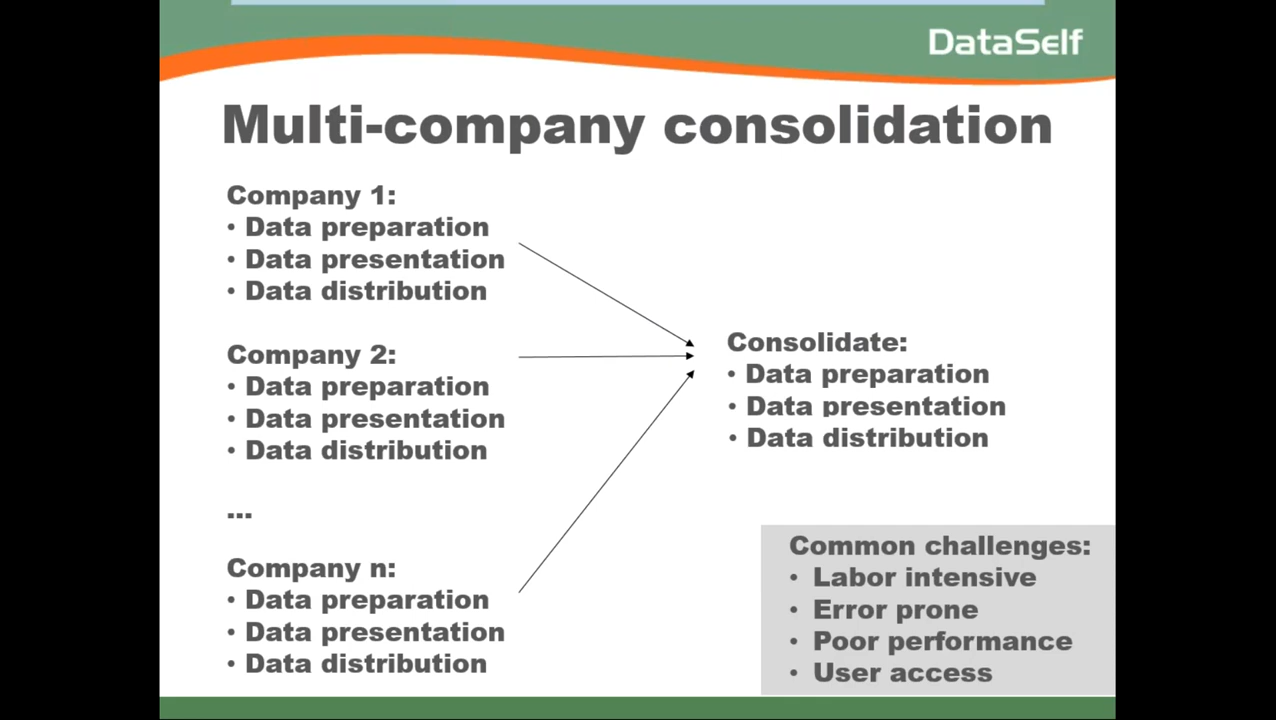 DataSelf
Multi-company consolidation
Company 1:
• Data preparation
• Data presentation
• Data distribution
Company 2:
• Data preparation
• Data presentation
• Data distribution
...
Company n:
• Data preparation
• Data presentation
• Data distribution
Consolidate:
• Data preparation
• Data presentation
• Data distribution
Common challenges:
• Labor intensive
• Error prone
• Poor performance
• User access